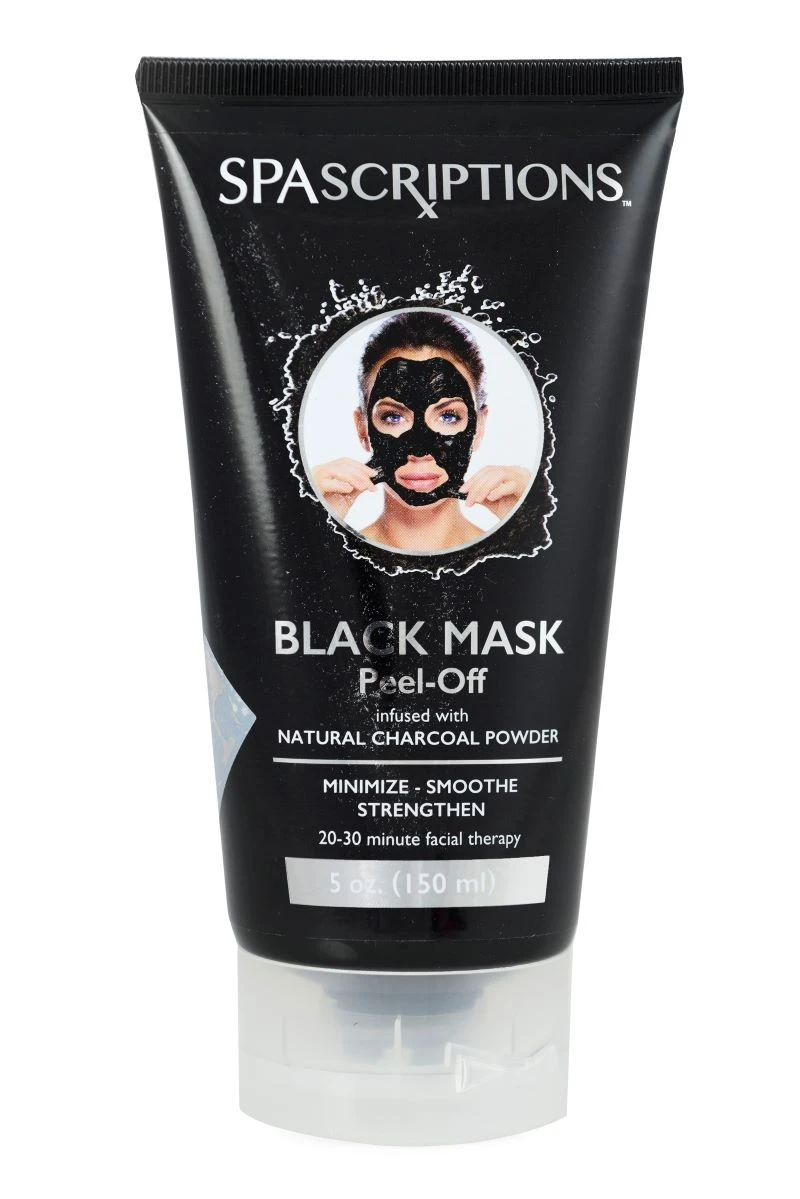 SPASCRIPTIONS™
BLACK MASK
Peel-Off
infused with
NATURAL CHARCOAL POWDER
MINIMIZE - SMOOTHE
STRENGTHEN
20-30 minute facial therapy
5 oz. (150 ml)